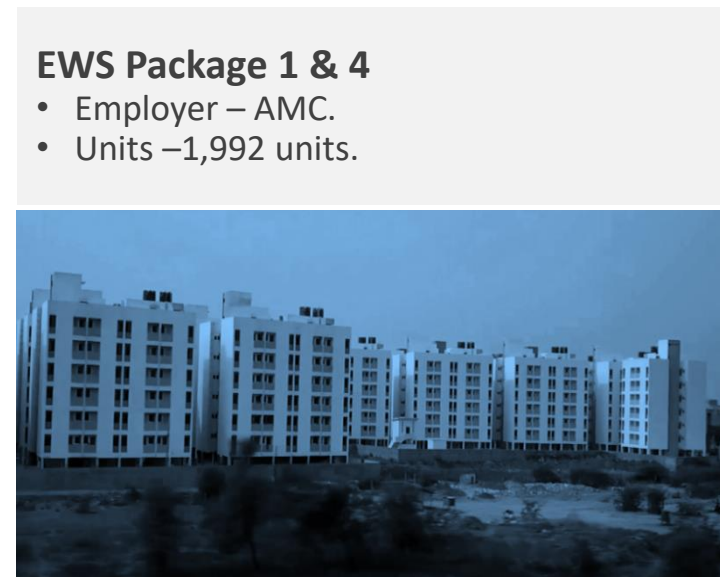 EWS Package 1 & 4
• Employer – AMC.
• Units –1,992 units.